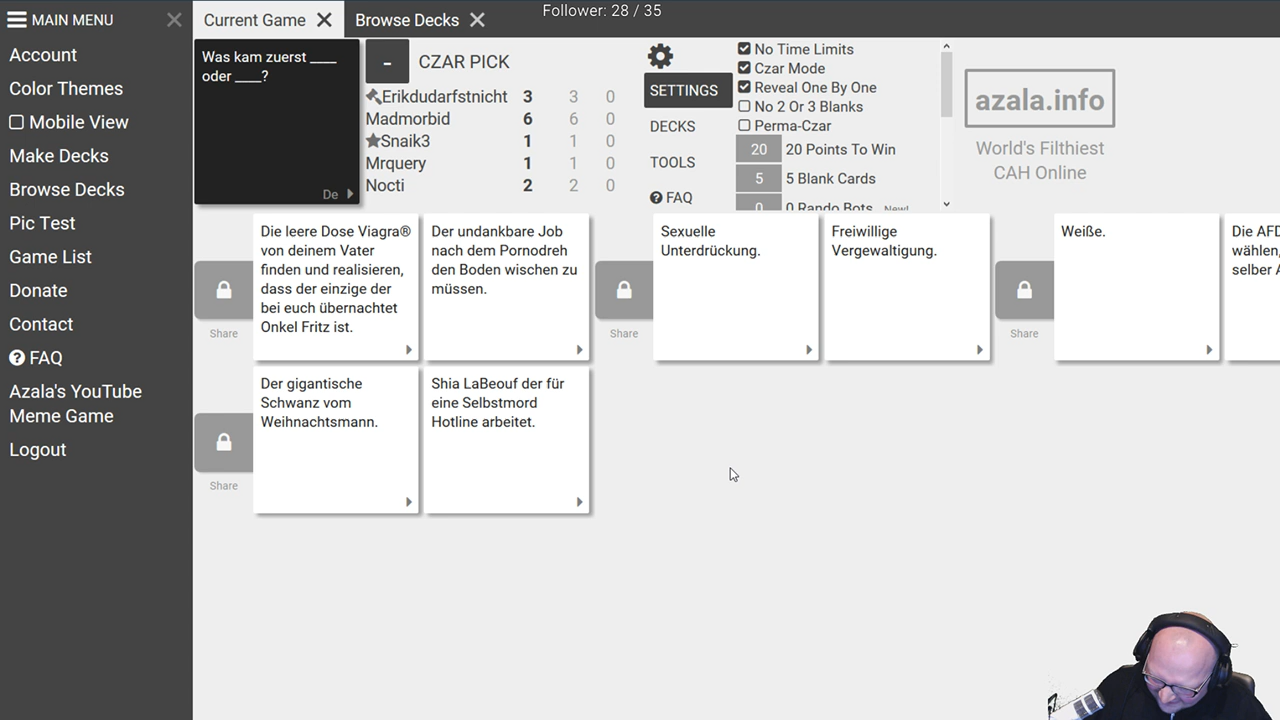 Follower: 28 / 35
MAIN MENU
Account
Color Themes
Mobile View
Make Decks
Browse Decks
Pic Test
Game List
Donate
Contact
FAQ
Azala's YouTube
Meme Game
Logout
Current Game
Browse Decks
Was kam zuerst ____
oder ____?
De
-
CZAR PICK
Erikdudarfstnicht 3 3 0
Madmorbid 6 6 0
Snaik3 1 1 0
Mrquery 1 1 0
Nocti 2 2 0
SETTINGS
DECKS
TOOLS
FAQ
No Time Limits
Czar Mode
Reveal One By One
No 2 Or 3 Blanks
Perma-Czar
20 20 Points To Win
5 5 Blank Cards
0 0 Rando Bots New!
azala.info
World's Filthiest
CAH Online
Share
Die leere Dose Viagra®
von deinem Vater
finden und realisieren,
dass der einzige der
bei euch übernachtet
Onkel Fritz ist.
Der undankbare Job
nach dem Pornodreh
den Boden wischen zu
müssen.
Share
Sexuelle
Unterdrückung.
Freiwillige
Vergewaltigung.
Share
Weiße.
Die AFD
wählen,
selber A
Share
Der gigantische
Schwanz vom
Weihnachtsmann.
Shia LaBeouf der für
eine Selbstmord
Hotline arbeitet.